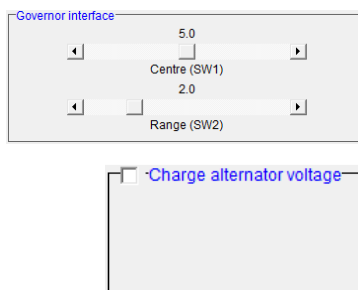 Governor interface
5.0
Centre (SW1)
2.0
Range (SW2)
Charge alternator voltage